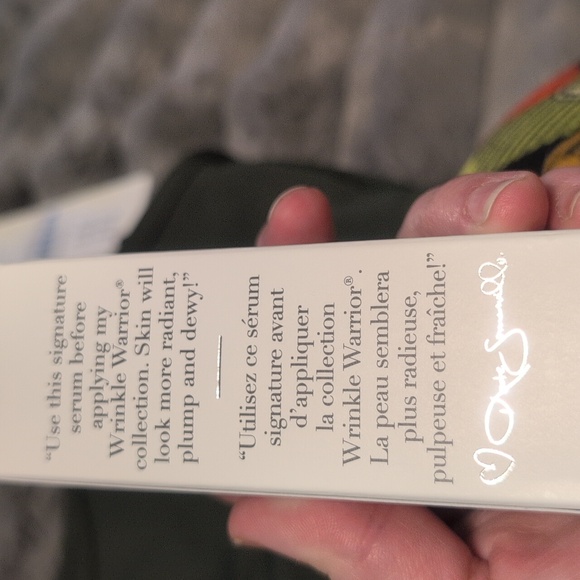 “Use this signature
serum before
applying my
Wrinkle Warrior®
collection. Skin will
look more radiant,
plump and dewy!”
“Utilisez ce sérum
signature avant
d’appliquer
la collection
Wrinkle Warrior®.
La peau semblera
plus radieuse,
pulpeuse et fraîche!”